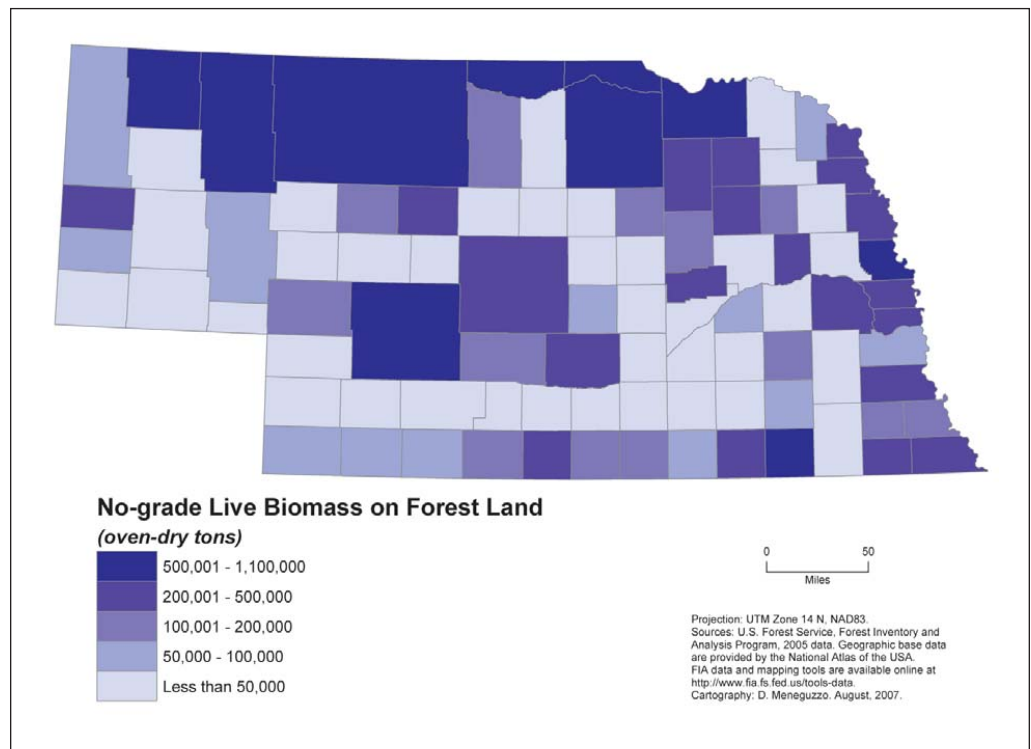 No-grade Live Biomass on Forest Land
(oven-dry tons)
500,001 - 1,100,000
200,001 - 500,000
100,001 - 200,000
50,000 - 100,000
Less than 50,000
0 50
Miles
Projection: UTM Zone 14 N, NAD83.
Sources: U.S. Forest Service, Forest Inventory and
Analysis Program, 2005 data. Geographic base data
are provided by the National Atlas of the USA.
FIA data and mapping tools are available online at
http://www.fia.fs.fed.us/tools-data.
Cartography: D. Meneguzzo. August, 2007.